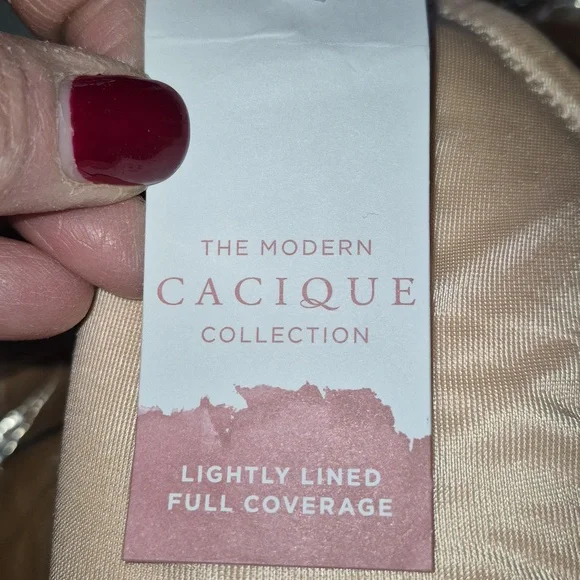 THE MODERN
CACIQUE
COLLECTION
LIGHTLY LINED
FULL COVERAGE